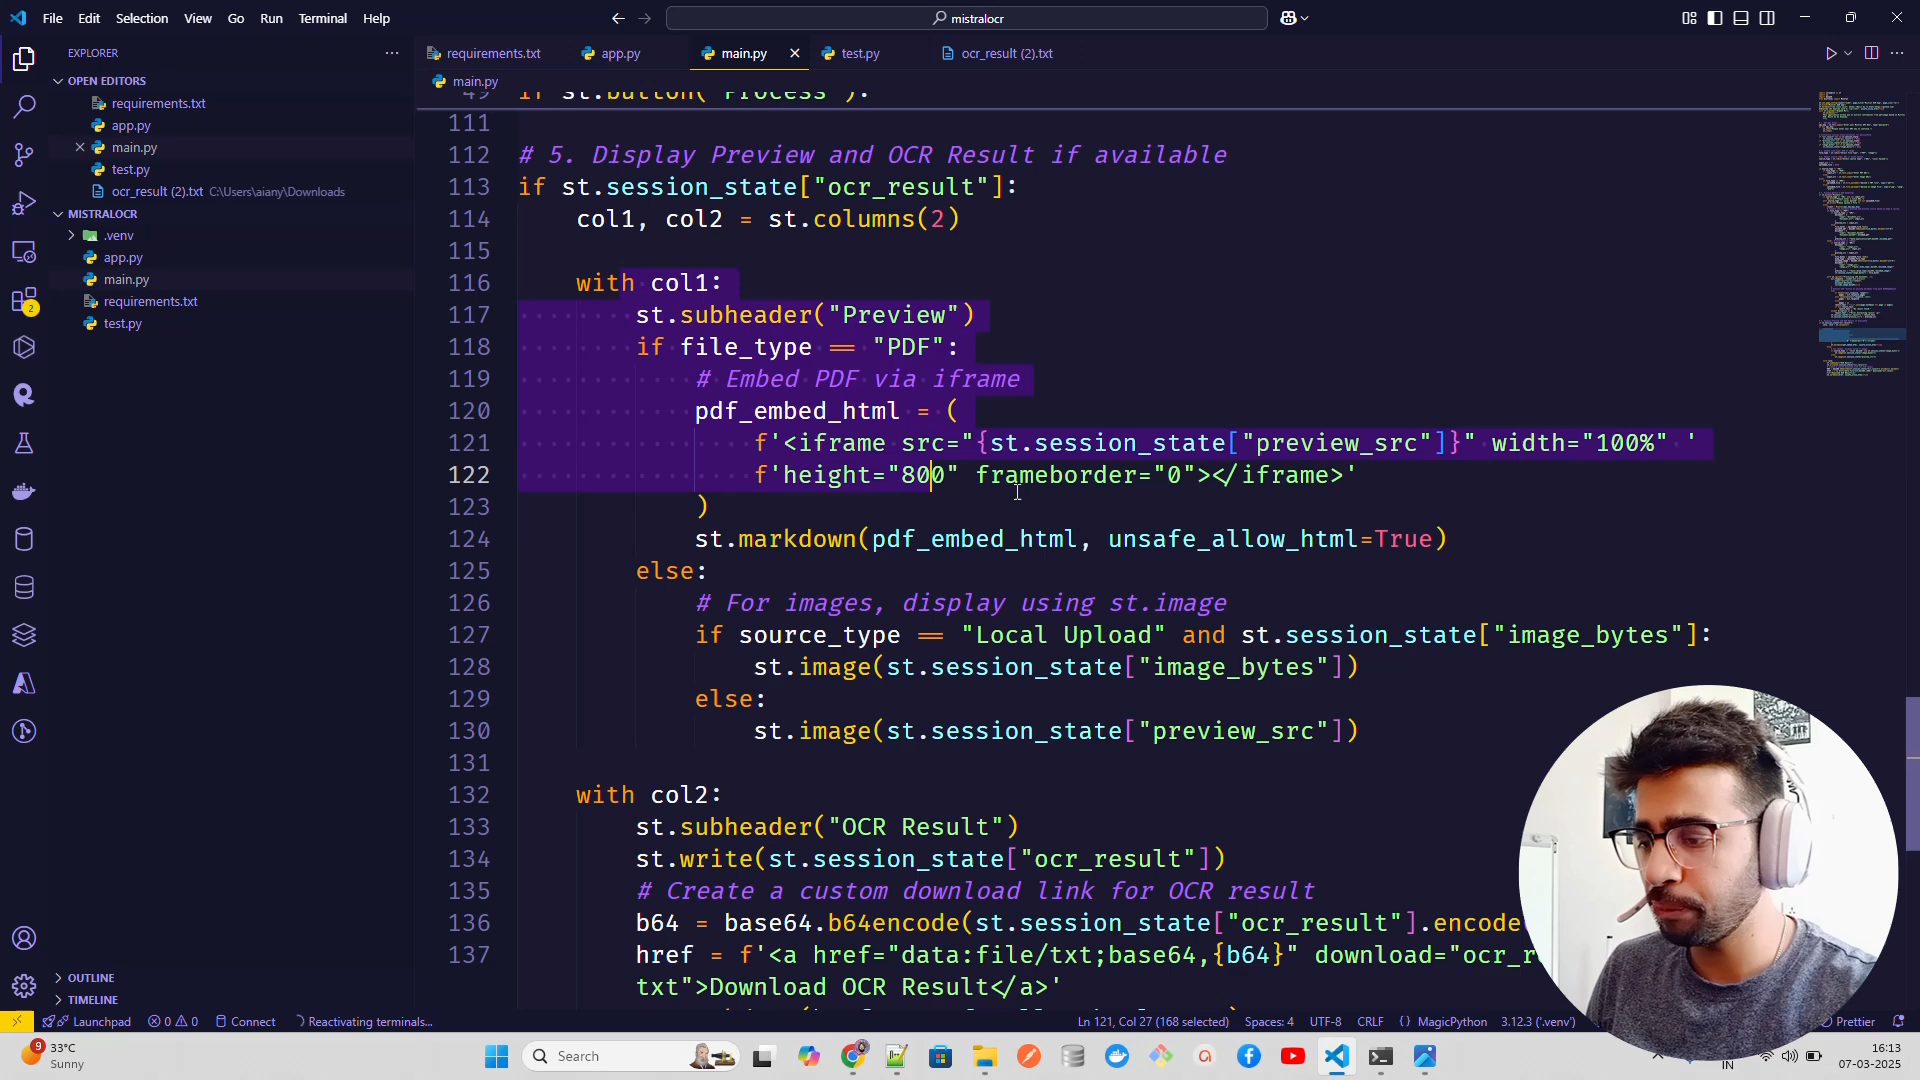 File Edit Selection View Go Run Terminal Help
mistralocr
EXPLORER
requirements.txt
app.py
main.py
test.py
ocr_result (2).txt
OPEN EDITORS
requirements.txt
app.py
main.py
test.py
ocr_result (2).txt C:\Users\aiany\Downloads
MISTRALOCR
.venv
app.py
main.py
requirements.txt
test.py
OUTLINE
TIMELINE
main.py
49 if st.button("Process"):
111
112 # 5. Display Preview and OCR Result if available
113 if st.session_state["ocr_result"]:
114 col1, col2 = st.columns(2)
115
116 with col1:
117 st.subheader("Preview")
118 if file_type == "PDF":
119 # Embed PDF via iframe
120 pdf_embed_html = (
121 f'<iframe src="{st.session_state["preview_src"]}" width="100%" '
122 f'height="800" frameborder="0"></iframe>'
123 )
124 st.markdown(pdf_embed_html, unsafe_allow_html=True)
125 else:
126 # For images, display using st.image
127 if source_type == "Local Upload" and st.session_state["image_bytes"]:
128 st.image(st.session_state["image_bytes"])
129 else:
130 st.image(st.session_state["preview_src"])
131
132 with col2:
133 st.subheader("OCR Result")
134 st.write(st.session_state["ocr_result"])
135 # Create a custom download link for OCR result
136 b64 = base64.b64encode(st.session_state["ocr_result"].encode
137 href = f'<a href="data:file/txt;base64,{b64}" download="ocr_r
txt">Download OCR Result</a>'
2
Launchpad 0 0 Connect Reactivating terminals... Ln 121, Col 27 (168 selected) Spaces: 4 UTF-8 CRLF { } MagicPython 3.12.3 ('.venv') Prettier
9
33°C
Sunny
Search
IN
16:13
07-03-2025